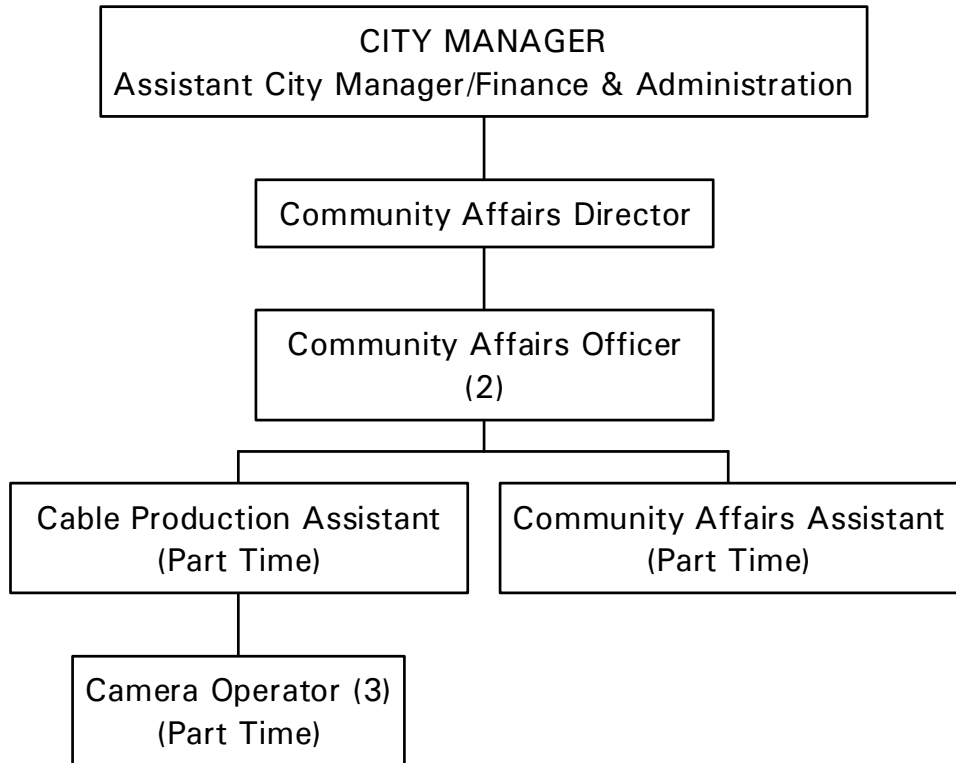 CITY MANAGER
Assistant City Manager/Finance & Administration
Community Affairs Director
Community Affairs Officer
(2)
Cable Production Assistant
(Part Time)
Community Affairs Assistant
(Part Time)
Camera Operator (3)
(Part Time)